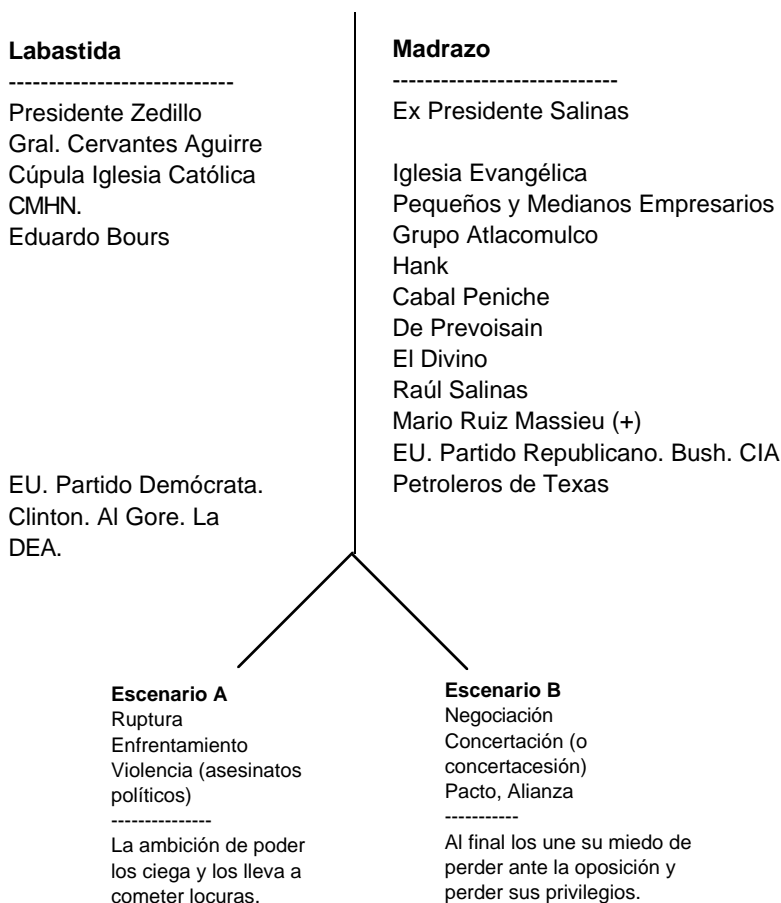 Labastida
----------------------------
Presidente Zedillo
Gral. Cervantes Aguirre
Cúpula Iglesia Católica
CMHN.
Eduardo Bours
EU. Partido Demócrata.
Clinton. Al Gore. La
DEA.
Madrazo
----------------------------
Ex Presidente Salinas
Iglesia Evangélica
Pequeños y Medianos Empresarios
Grupo Atlacomulco
Hank
Cabal Peniche
De Prevoisain
El Divino
Raúl Salinas
Mario Ruiz Massieu (+)
EU. Partido Republicano. Bush. CIA
Petroleros de Texas
Escenario A
Ruptura
Enfrentamiento
Violencia (asesinatos
políticos)
---------------
La ambición de poder
los ciega y los lleva a
cometer locuras.
Escenario B
Negociación
Concertación (o
concertacesión)
Pacto, Alianza
-----------
Al final los une su miedo de
perder ante la oposición y
perder sus privilegios.